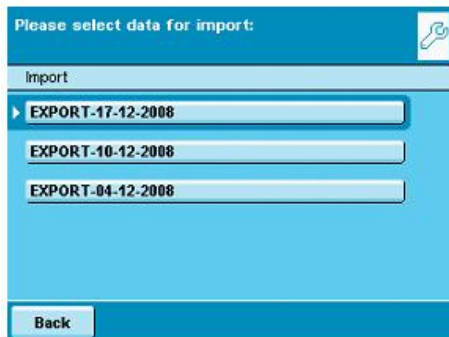 Please select data for import:
Import
EXPORT-17-12-2008
EXPORT-10-12-2008
EXPORT-04-12-2008
Back